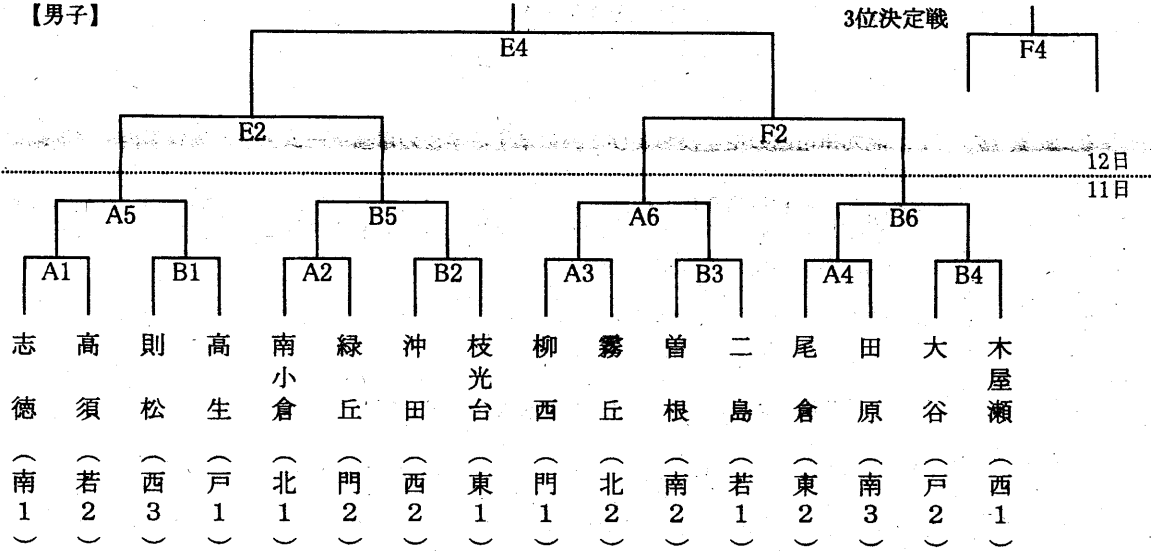 【男子】
3位決定戦
E4
F4
E2
F2
12日
11日
A5
B5
A6
B6
A1
B1
A2
B2
A3
B3
A4
B4
志徳（南1）
高須（若2）
則松（西3）
高生（戸1）
南小倉（北1）
緑丘（門2）
沖田（西2）
枝光台（東1）
柳西（門1）
霧丘（北2）
曽根（南2）
二島（若1）
尾倉（東2）
田原（南3）
大谷（戸2）
木屋瀬（西1）